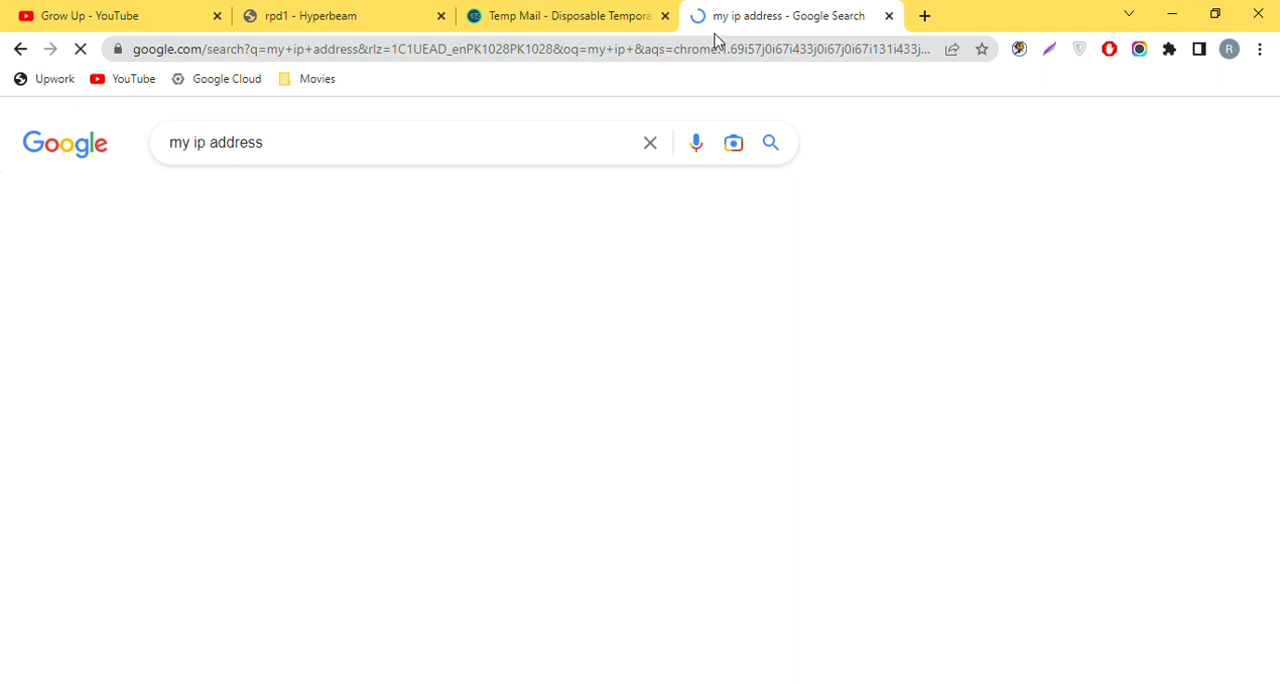 Grow Up - YouTube
rpd1 - Hyperbeam
Temp Mail - Disposable Tempora
my ip address - Google Search
google.com/search?q=my+ip+address&rlz=1C1UEAD_enPK1028PK1028&oq=my+ip+&aqs=chrome.1.69i57j0i67i433j0i67j0i67i131i433j...
R
Upwork
YouTube
Google Cloud
Movies
Google
my ip address